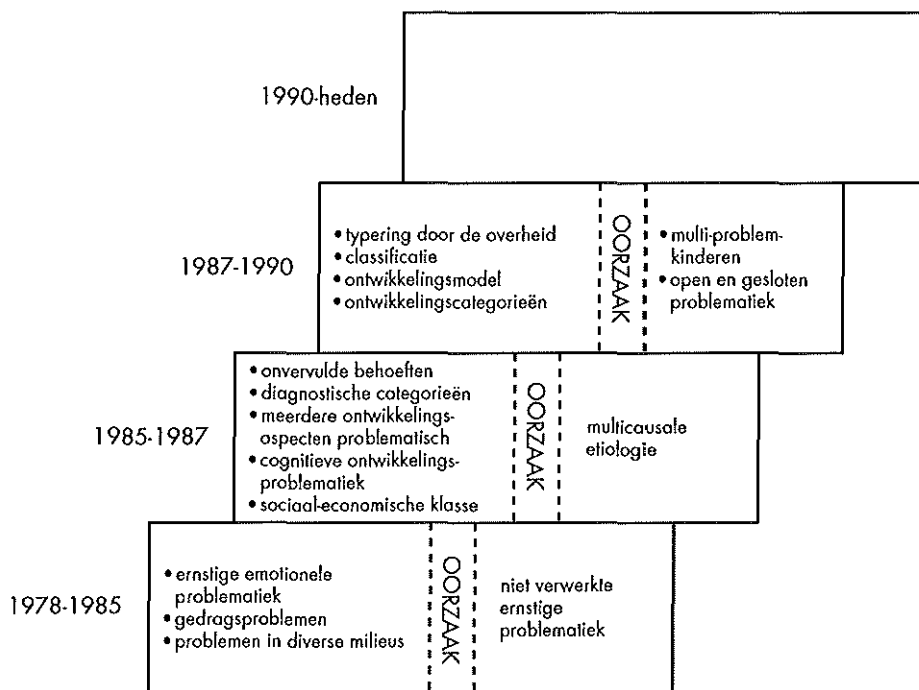 1990-heden
1987-1990
• typering door de overheid
• classificatie
• ontwikkelingsmodel
• ontwikkelingscategorieën
OORZAAK
• multi-problem-
kinderen
• open en gesloten
problematiek
1985-1987
• onvervulde behoeften
• diagnostische categorieën
• meerdere ontwikkelings-
aspecten problematisch
• cognitieve ontwikkelings-
problematiek
• sociaal-economische klasse
OORZAAK
multicausale
etiologie
1978-1985
• ernstige emotionele
problematiek
• gedragsproblemen
• problemen in diverse milieus
OORZAAK
niet verwerkte
ernstige
problematiek